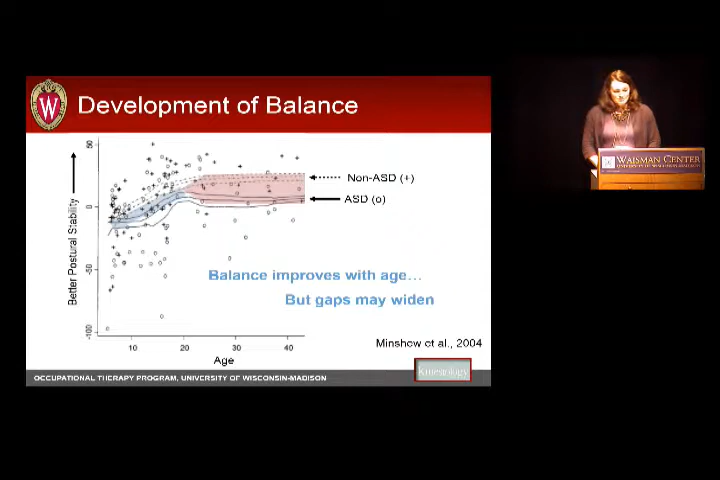 W
Development of Balance
Better Postural Stability
50
0
-50
-100
Non-ASD (+)
ASD (o)
Balance improves with age…
But gaps may widen
10
20
30
40
Age
Minshew et al., 2004
Kinesiology
OCCUPATIONAL THERAPY PROGRAM, UNIVERSITY OF WISCONSIN-MADISON
W
WAISMAN CENTER
UNIVERSITY OF WISCONSIN-MADISON